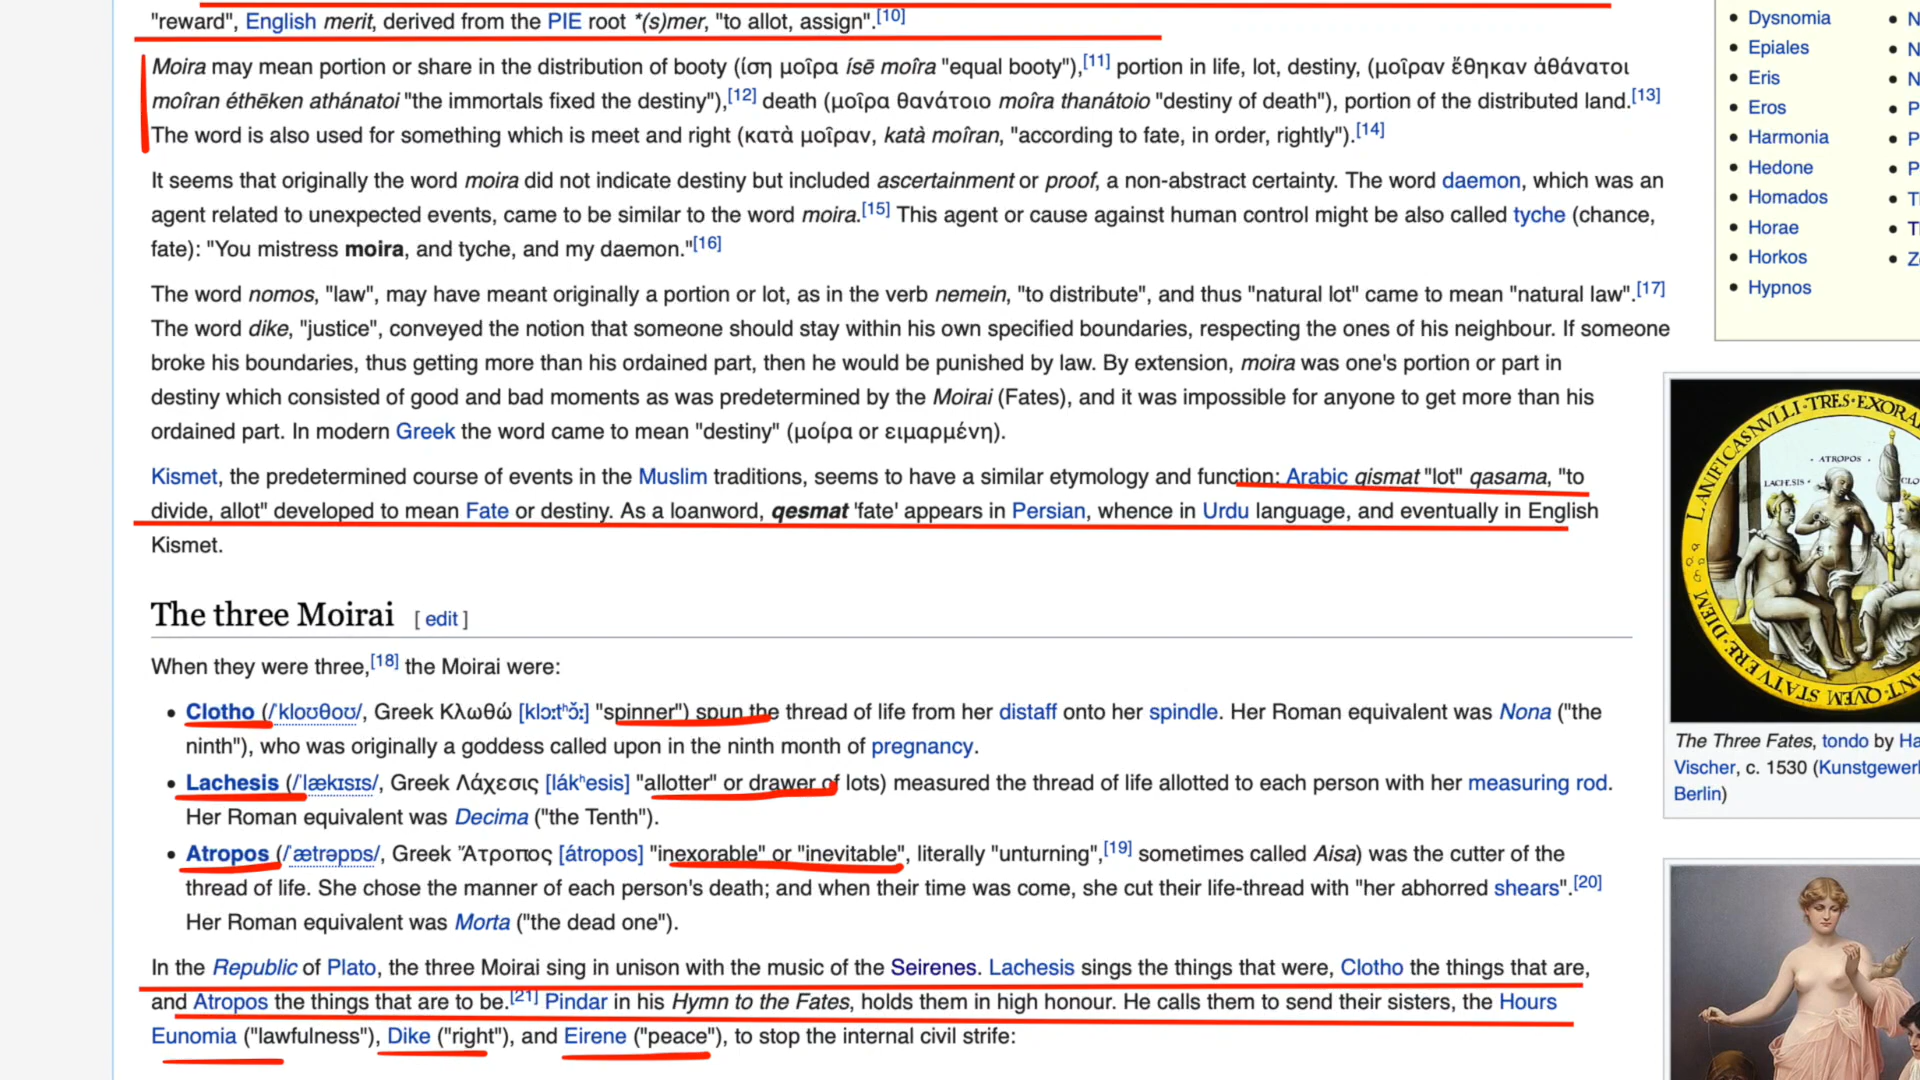 "reward", English merit, derived from the PIE root *(s)mer, "to allot, assign".[10]
Moira may mean portion or share in the distribution of booty (ίση μοῖρα ísē moîra "equal booty"),[11] portion in life, lot, destiny, (μοῖραν ἔθηκαν ἀθάνατοι
moîran éthēken athánatoi "the immortals fixed the destiny"),[12] death (μοῖρα θανάτοιο moîra thanátoio "destiny of death"), portion of the distributed land.[13]
The word is also used for something which is meet and right (κατὰ μοῖραν, katà moîran, "according to fate, in order, rightly").[14]
It seems that originally the word moira did not indicate destiny but included ascertainment or proof, a non-abstract certainty. The word daemon, which was an
agent related to unexpected events, came to be similar to the word moira.[15] This agent or cause against human control might be also called tyche (chance,
fate): "You mistress moira, and tyche, and my daemon."[16]
The word nomos, "law", may have meant originally a portion or lot, as in the verb nemein, "to distribute", and thus "natural lot" came to mean "natural law".[17]
The word dike, "justice", conveyed the notion that someone should stay within his own specified boundaries, respecting the ones of his neighbour. If someone
broke his boundaries, thus getting more than his ordained part, then he would be punished by law. By extension, moira was one's portion or part in
destiny which consisted of good and bad moments as was predetermined by the Moirai (Fates), and it was impossible for anyone to get more than his
ordained part. In modern Greek the word came to mean "destiny" (μοίρα or ειμαρμένη).
Kismet, the predetermined course of events in the Muslim traditions, seems to have a similar etymology and function: Arabic qismat "lot" qasama, "to
divide, allot" developed to mean Fate or destiny. As a loanword, qesmat 'fate' appears in Persian, whence in Urdu language, and eventually in English
Kismet.
The three Moirai [ edit ]
When they were three,[18] the Moirai were:
• Clotho (/ˈkloʊθoʊ/, Greek Κλωθώ [klɔːtʰɔ̌ː] "spinner") spun the thread of life from her distaff onto her spindle. Her Roman equivalent was Nona ("the
ninth"), who was originally a goddess called upon in the ninth month of pregnancy.
• Lachesis (/ˈlækɪsɪs/, Greek Λάχεσις [lákʰesis] "allotter" or drawer of lots) measured the thread of life allotted to each person with her measuring rod.
Her Roman equivalent was Decima ("the Tenth").
• Atropos (/ˈætrəpɒs/, Greek Ἄτροπος [átropos] "inexorable" or "inevitable", literally "unturning",[19] sometimes called Aisa) was the cutter of the
thread of life. She chose the manner of each person's death; and when their time was come, she cut their life-thread with "her abhorred shears".[20]
Her Roman equivalent was Morta ("the dead one").
In the Republic of Plato, the three Moirai sing in unison with the music of the Seirenes. Lachesis sings the things that were, Clotho the things that are,
and Atropos the things that are to be.[21] Pindar in his Hymn to the Fates, holds them in high honour. He calls them to send their sisters, the Hours
Eunomia ("lawfulness"), Dike ("right"), and Eirene ("peace"), to stop the internal civil strife:
• Dysnomia
• Epiales
• Eris
• Eros
• Harmonia
• Hedone
• Homados
• Horae
• Horkos
• Hypnos
• N
• N
• N
• P
• P
• P
• T
• T
• Z
LANIFICAS NVLLI · TRES · EXORA
· ATROPOS ·
LACHESIS ·
CLO
ANT · QVEM STATVERE · DIEM
The Three Fates, tondo by Ha
Vischer, c. 1530 (Kunstgewerl
Berlin)